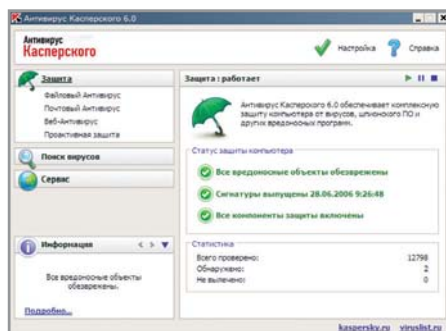 Антивирус Касперского 6.0
Антивирус
Касперского
Настройка
Справка
Защита
Файловый Антивирус
Почтовый Антивирус
Веб-Антивирус
Проактивная защита
Поиск вирусов
Сервис
Информация
Все вредоносные объекты
обезврежены.
Подробно...
Защита : работает
Антивирус Касперского 6.0 обеспечивает комплексную
защиту компьютера от вирусов, шпионского ПО и
других вредоносных программ.
Статус защиты компьютера
Все вредоносные объекты обезврежены
Сигнатуры выпущены 28.06.2006 9:26:48
Все компоненты защиты включены
Статистика
Всего проверено: 12798
Обнаружено: 2
Не вылечено: 0
kaspersky.ru viruslist.ru